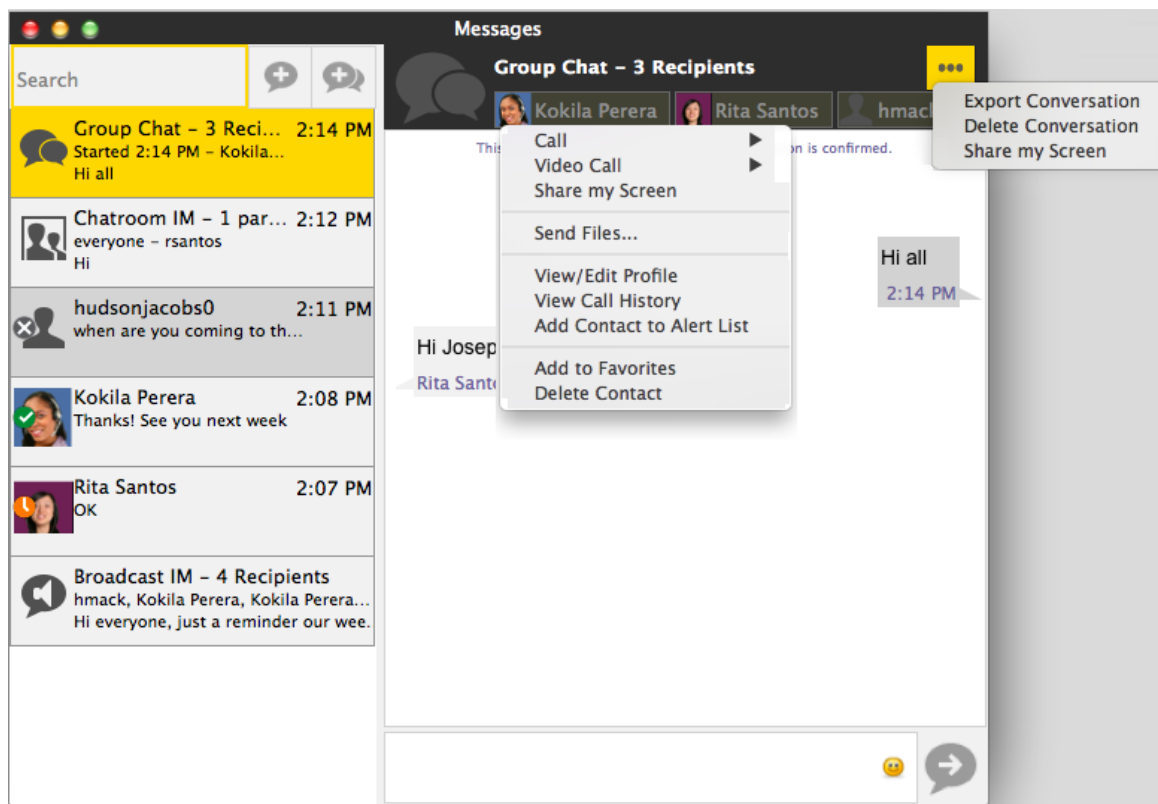 Messages
Search
Group Chat – 3 Reci... 2:14 PM
Started 2:14 PM – Kokila...
Hi all
Chatroom IM – 1 par... 2:12 PM
everyone – rsantos
Hi
hudsonjacobs0 2:11 PM
when are you coming to th...
Kokila Perera 2:08 PM
Thanks! See you next week
Rita Santos 2:07 PM
OK
Broadcast IM – 4 Recipients
hmack, Kokila Perera, Kokila Perera...
Hi everyone, just a reminder our wee.
Group Chat – 3 Recipients
Kokila Perera Rita Santos
Export Conversation
Delete Conversation
Share my Screen
is confirmed.
Call
Video Call
Share my Screen
Send Files...
View/Edit Profile
View Call History
Add Contact to Alert List
Add to Favorites
Delete Contact
Hi all
2:14 PM
Hi
Rita